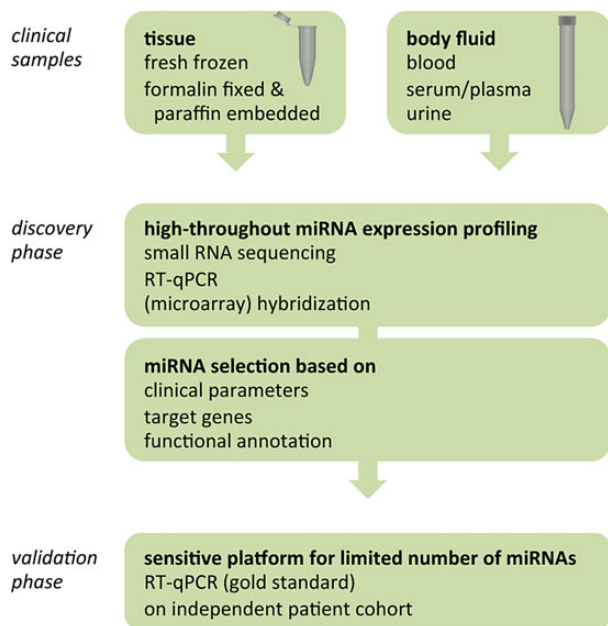 clinical
samples
tissue
fresh frozen
formalin fixed &
paraffin embedded
body fluid
blood
serum/plasma
urine
discovery
phase
high-throughout miRNA expression profiling
small RNA sequencing
RT-qPCR
(microarray) hybridization
miRNA selection based on
clinical parameters
target genes
functional annotation
validation
phase
sensitive platform for limited number of miRNAs
RT-qPCR (gold standard)
on independent patient cohort